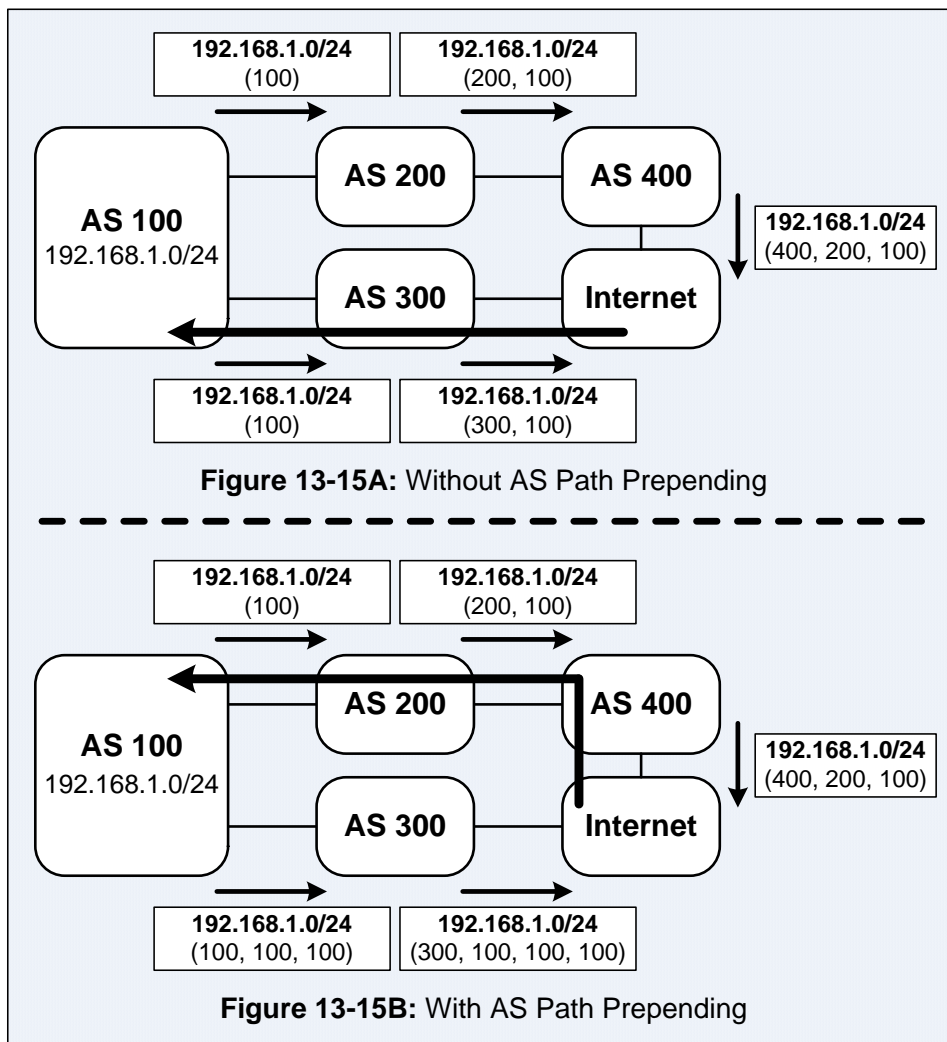 192.168.1.0/24
(100)
192.168.1.0/24
(200, 100)
AS 100
192.168.1.0/24
AS 200
AS 400
192.168.1.0/24
(400, 200, 100)
AS 300
Internet
192.168.1.0/24
(100)
192.168.1.0/24
(300, 100)
Figure 13-15A: Without AS Path Prepending
192.168.1.0/24
(100)
192.168.1.0/24
(200, 100)
AS 100
192.168.1.0/24
AS 200
AS 400
192.168.1.0/24
(400, 200, 100)
AS 300
Internet
192.168.1.0/24
(100, 100, 100)
192.168.1.0/24
(300, 100, 100, 100)
Figure 13-15B: With AS Path Prepending